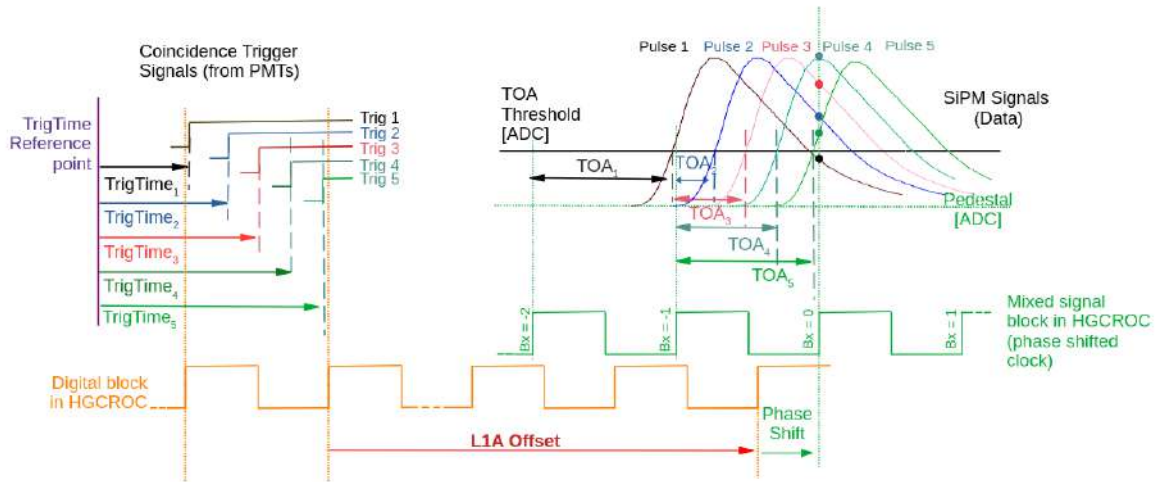 Coincidence Trigger
Signals (from PMTs)
TrigTime
Reference
point
Trig 1
Trig 2
Trig 3
Trig 4
Trig 5
TrigTime1
TrigTime2
TrigTime3
TrigTime4
TrigTime5
Pulse 1
Pulse 2
Pulse 3
Pulse 4
Pulse 5
TOA
Threshold
[ADC]
SiPM Signals
(Data)
TOA1
TOA2
TOA3
TOA4
TOA5
Pedestal
[ADC]
Bx = -2
Bx = -1
Bx = 0
Bx = 1
Mixed signal
block in HGCROC
(phase shifted
clock)
Digital block
in HGCROC
L1A Offset
Phase
Shift